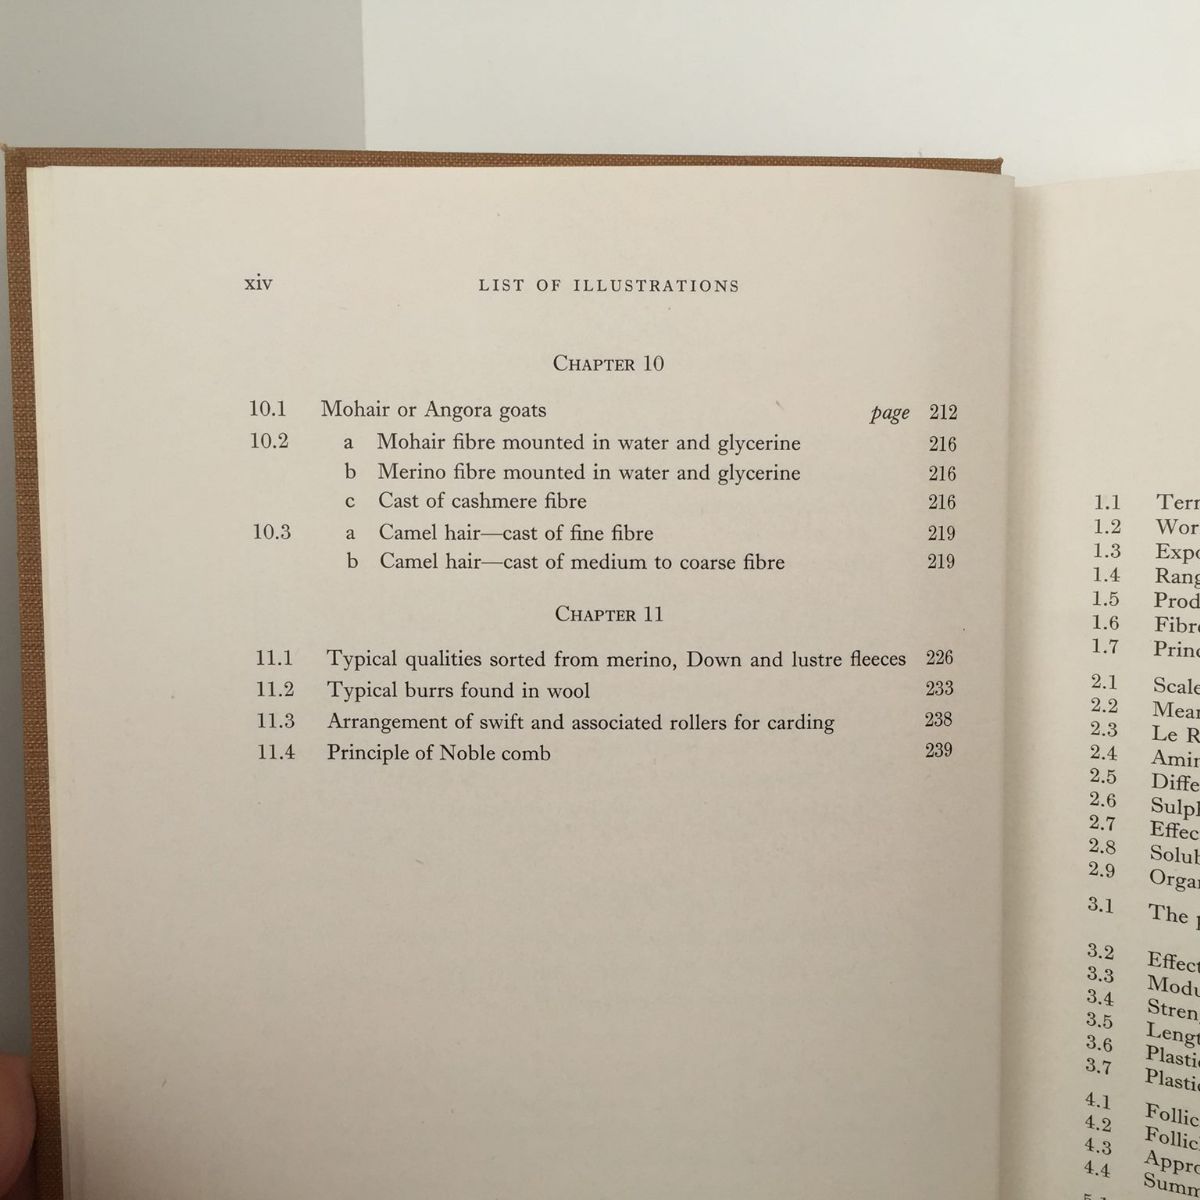 xiv LIST OF ILLUSTRATIONS
CHAPTER 10
10.1 Mohair or Angora goats page 212
10.2 a Mohair fibre mounted in water and glycerine 216
b Merino fibre mounted in water and glycerine 216
c Cast of cashmere fibre 216
10.3 a Camel hair—cast of fine fibre 219
b Camel hair—cast of medium to coarse fibre 219
CHAPTER 11
11.1 Typical qualities sorted from merino, Down and lustre fleeces 226
11.2 Typical burrs found in wool 233
11.3 Arrangement of swift and associated rollers for carding 238
11.4 Principle of Noble comb 239
1.1
1.2
1.3
1.4
1.5
1.6
1.7
2.1
2.2
2.3 Le
2.4
2.5
2.6
2.7
2.8
2.9
3.1 The
3.2
3.3
3.4
3.5
3.6
3.7
4.1
4.2
4.3
4.4